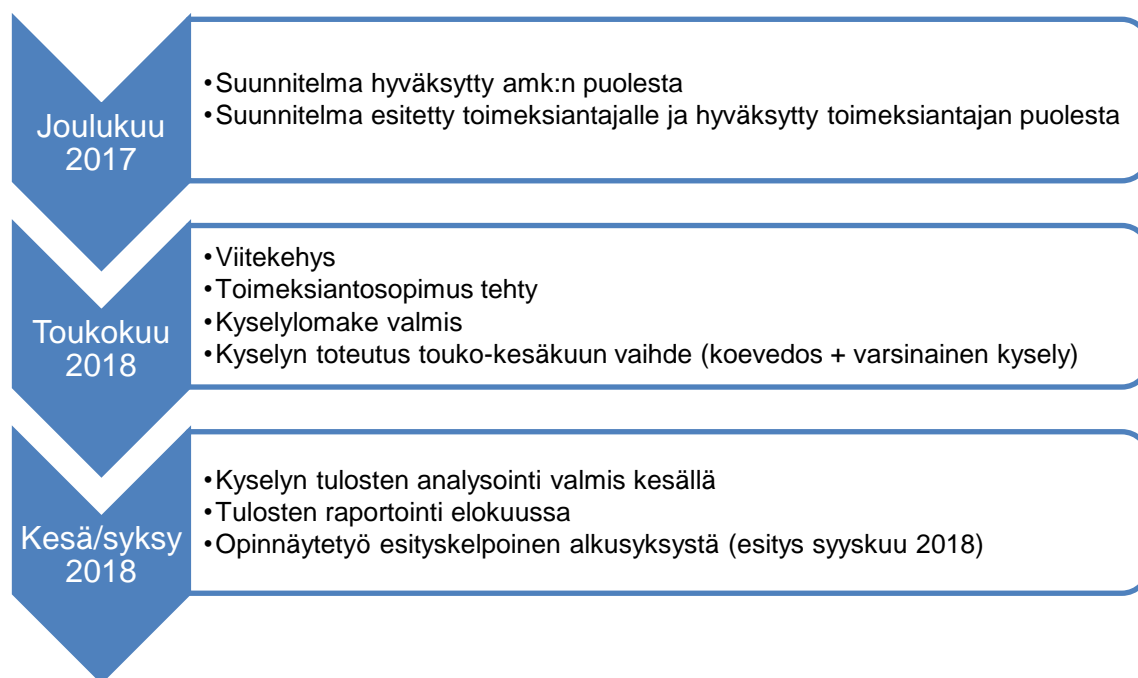 Joulukuu
2017
•Suunnitelma hyväksytty amk:n puolesta
•Suunnitelma esitetty toimeksiantajalle ja hyväksytty toimeksiantajan puolesta
Toukokuu
2018
•Viitekehys
•Toimeksiantosopimus tehty
•Kyselylomake valmis
•Kyselyn toteutus touko-kesäkuun vaihde (koevedos + varsinainen kysely)
Kesä/syksy
2018
•Kyselyn tulosten analysointi valmis kesällä
•Tulosten raportointi elokuussa
•Opinnäytetyö esityskelpoinen alkusyksystä (esitys syyskuu 2018)